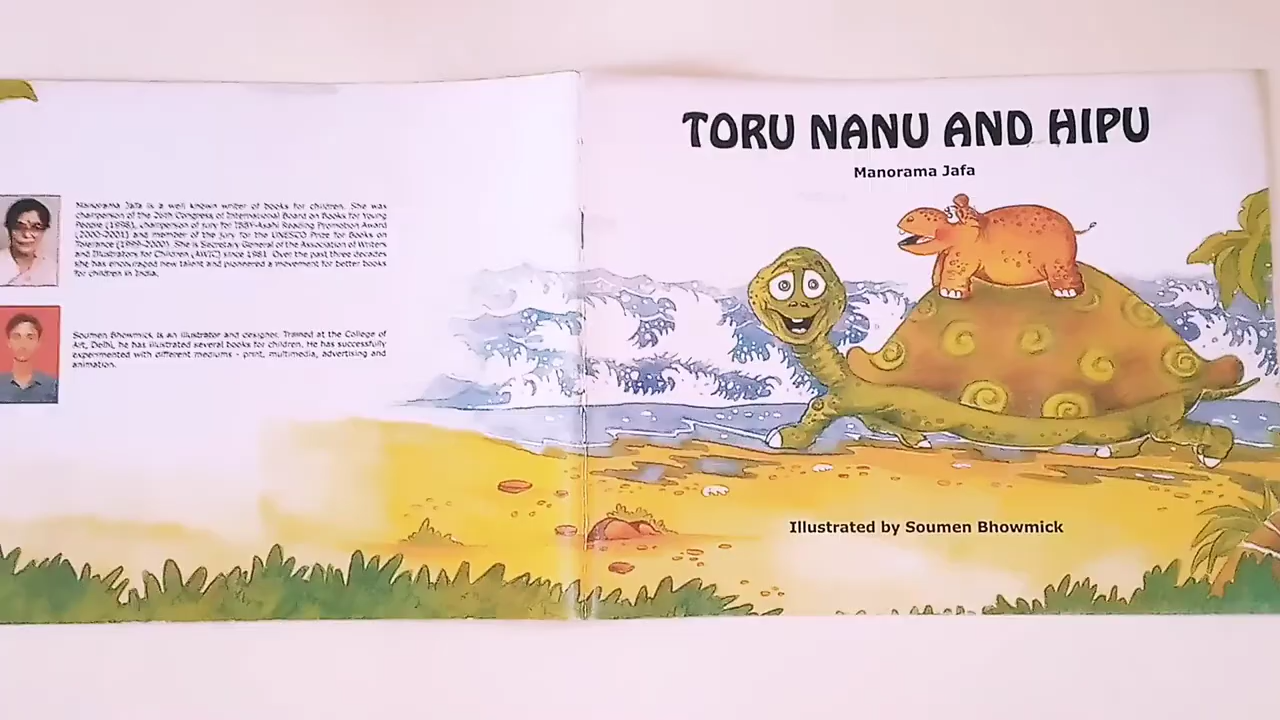 Manorama Jafa is a well known writer of books for children. She was
chairperson of the 26th Congress of International Board on Books for Young
People (1998), chairperson of jury for IBBY-Asahi Reading Promotion Award
(2000-2001) and member of the jury for the UNESCO Prize for Books on
Tolerance (1999-2000). She is Secretary General of the Association of Writers
and Illustrators for Children (AWIC) since 1981. Over the past three decades
she has encouraged new talent and pioneered a movement for better books
for children in India.
Soumen Bhowmick is an illustrator and designer. Trained at the College of
Art, Delhi, he has illustrated several books for children. He has successfully
experimented with different mediums - print, multimedia, advertising and
animation.
TORU NANU AND HIPU
Manorama Jafa
Illustrated by Soumen Bhowmick